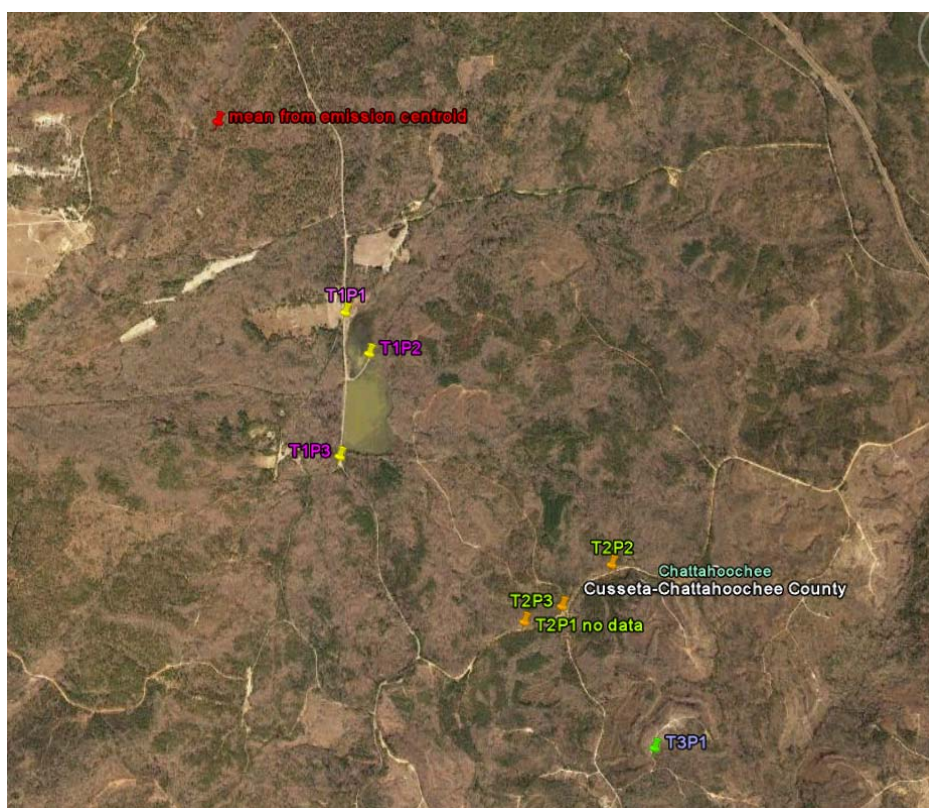 mean from emission centroid
T1P1
T1P2
T1P3
T2P2
Chattahoochee
Cusseta-Chattahoochee County
T2P3
T2P1 no data
T3P1